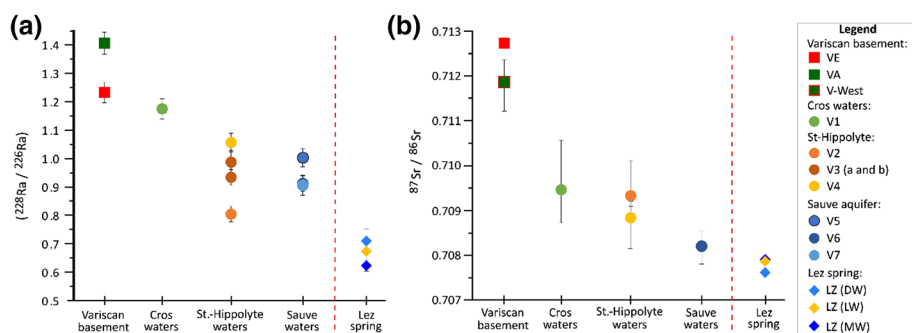 (a)
(228Ra / 226Ra)
1.4
1.3
1.2
1.1
1.0
0.9
0.8
0.7
0.6
0.5
Variscan basement
Cros waters
St.-Hippolyte waters
Sauve waters
Lez spring
(b)
87Sr / 86Sr
0.713
0.712
0.711
0.710
0.709
0.708
0.707
Variscan basement
Cros waters
St.-Hippolyte waters
Sauve waters
Lez spring
Legend
Variscan basement:
VE
VA
V-West
Cros waters:
V1
St-Hippolyte:
V2
V3 (a and b)
V4
Sauve aquifer:
V5
V6
V7
Lez spring:
LZ (DW)
LZ (LW)
LZ (MW)